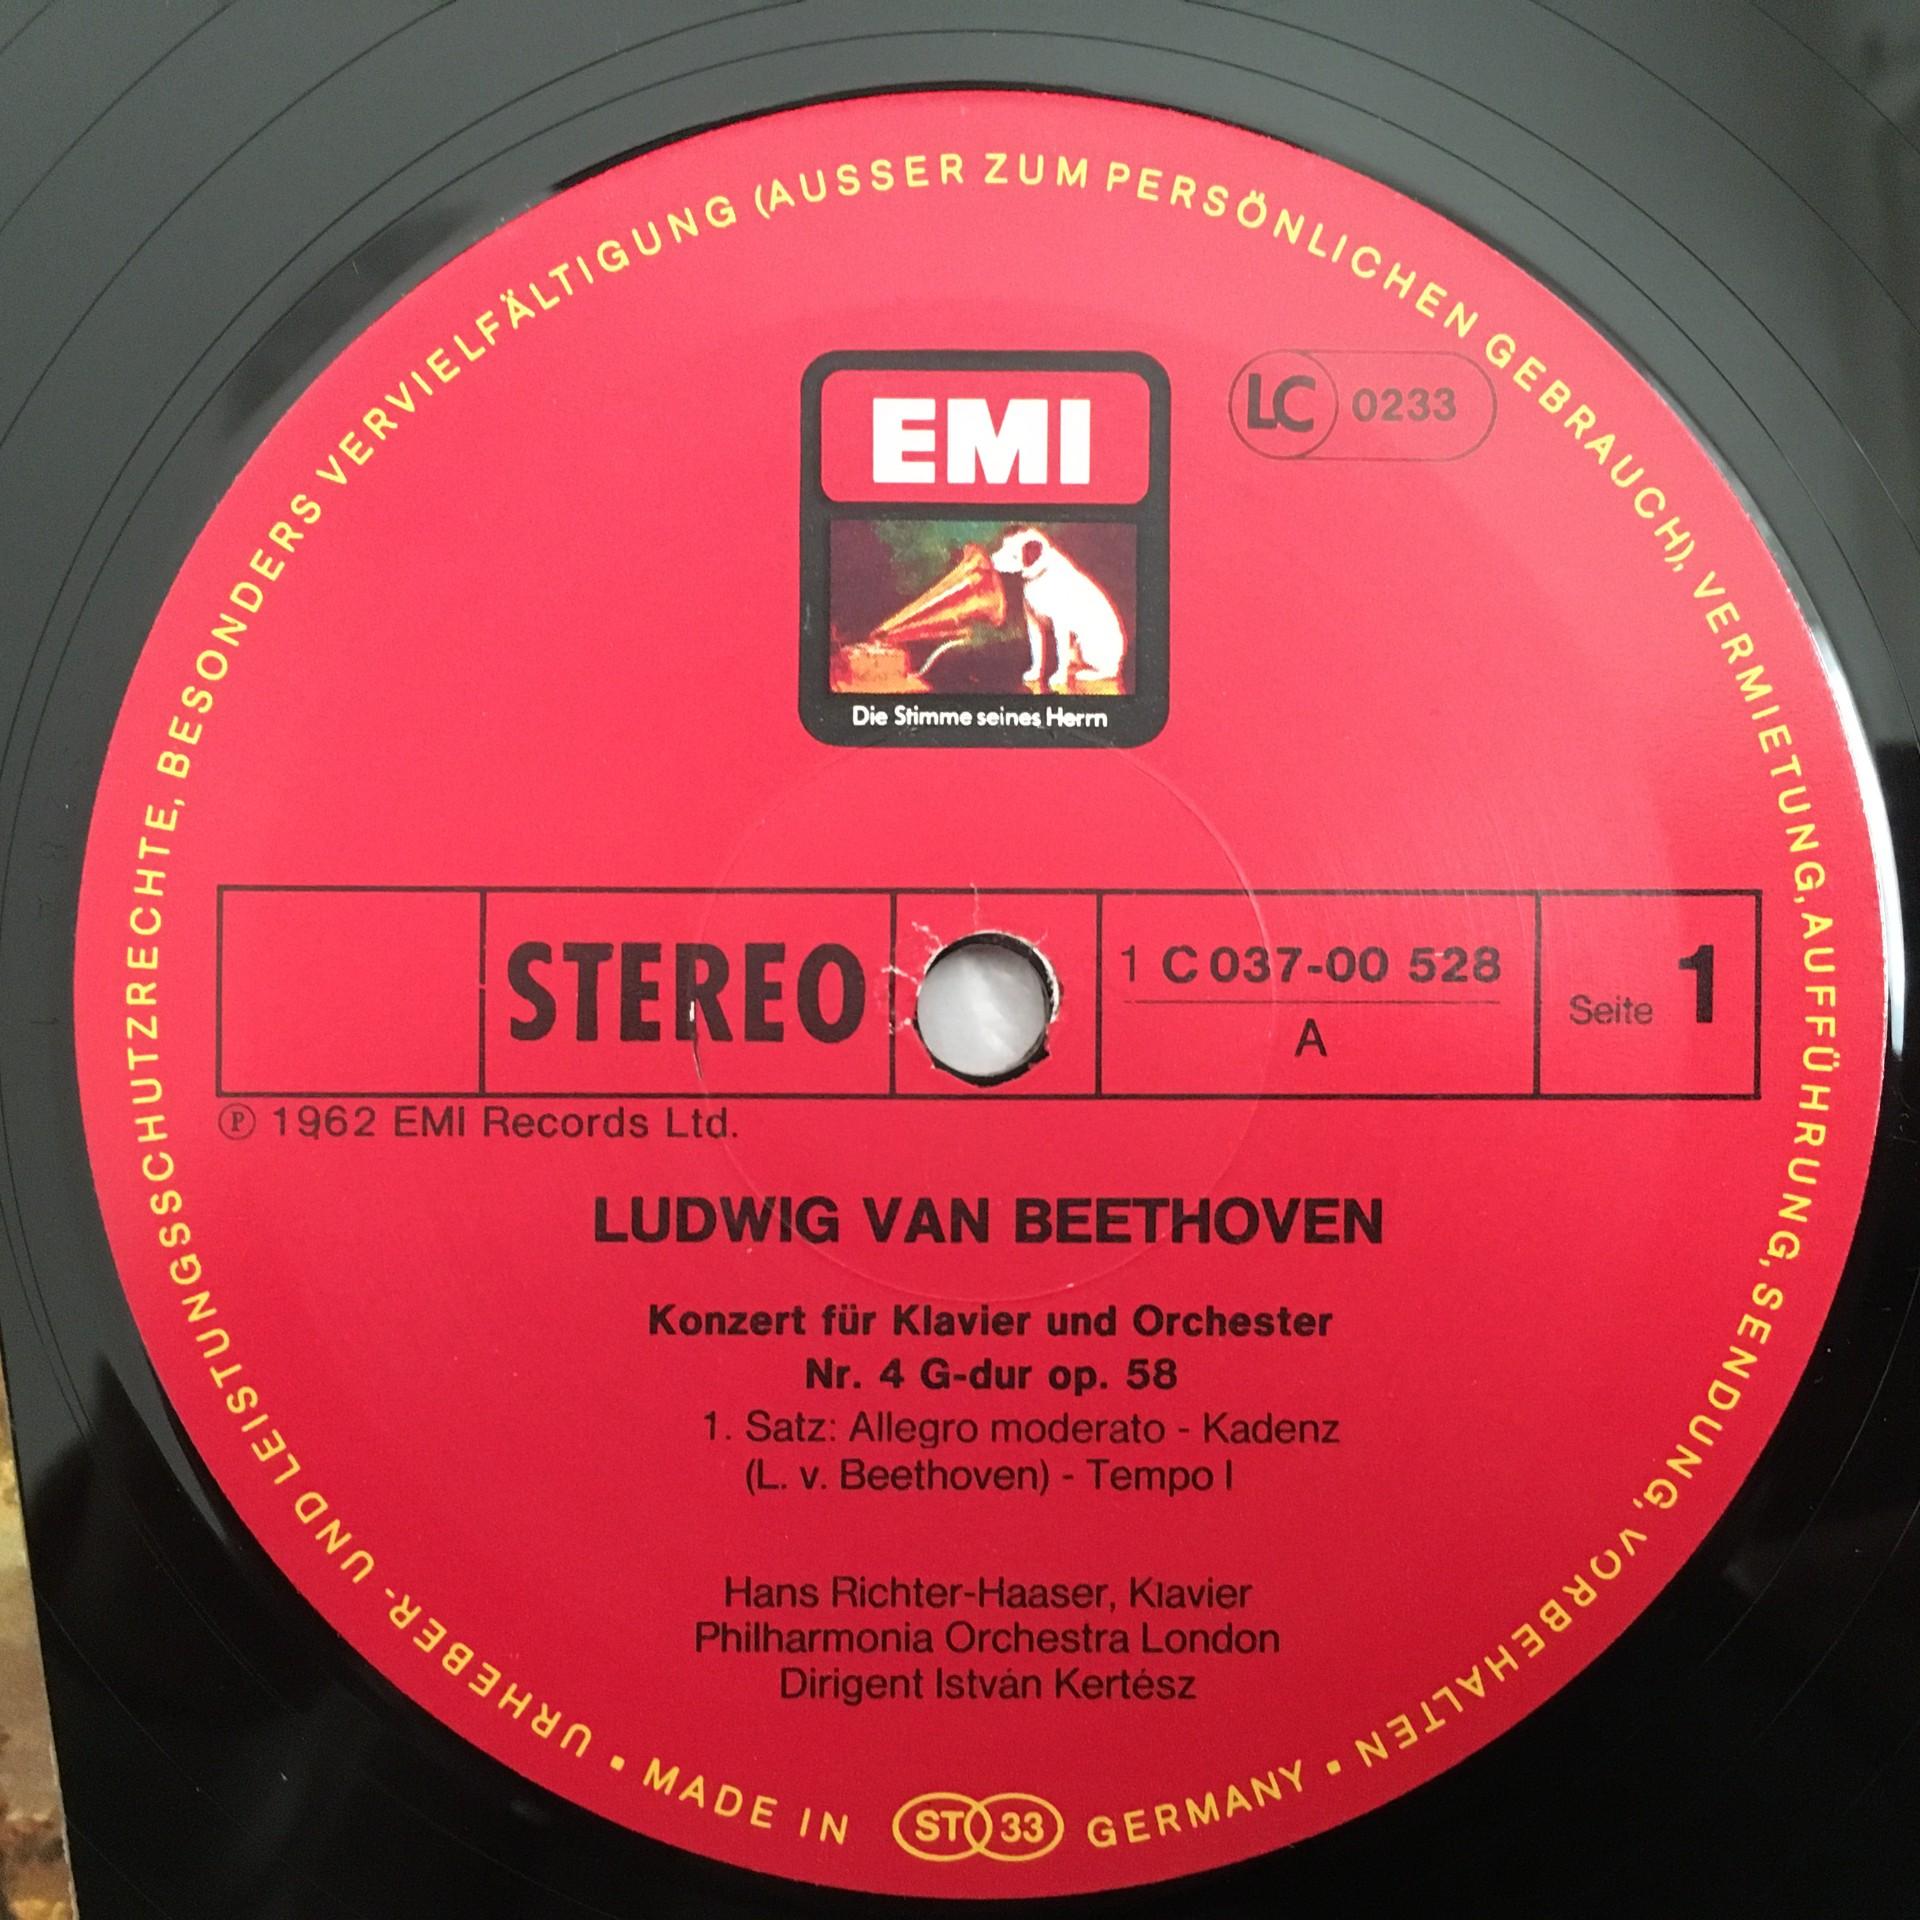 URHEBER- UND LEISTUNGSSCHUTZRECHTE, BESONDERS VERVIELFÄLTIGUNG (AUSSER ZUM PERSÖNLICHEN GEBRAUCH), VERMIETUNG, AUFFÜHRUNG, SENDUNG, VORBEHALTEN •
EMI
LC 0233
Die Stimme seines Herrn
STEREO
1 C 037-00 528
A
Seite 1
℗ 1962 EMI Records Ltd.
LUDWIG VAN BEETHOVEN
Konzert für Klavier und Orchester
Nr. 4 G-dur op. 58
1. Satz: Allegro moderato - Kadenz
(L. v. Beethoven) - Tempo I
Hans Richter-Haaser, Klavier
Philharmonia Orchestra London
Dirigent István Kertész
• MADE IN ST 33 GERMANY